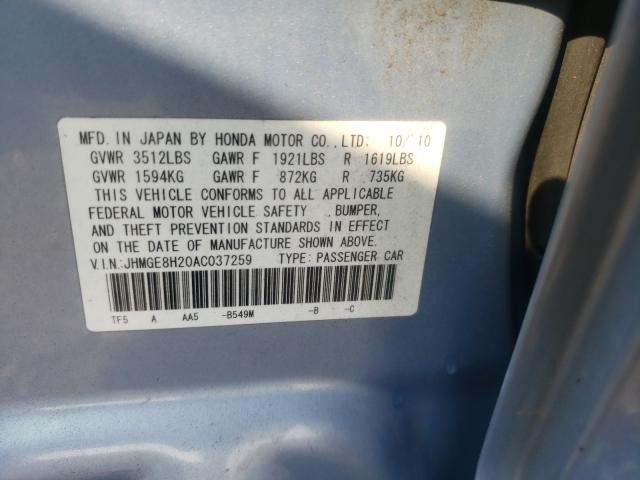 MFD. IN JAPAN BY HONDA MOTOR CO., LTD: 10/10
GVWR 3512LBS GAWR F 1921LBS R 1619LBS
GVWR 1594KG GAWR F 872KG R 735KG
THIS VEHICLE CONFORMS TO ALL APPLICABLE
FEDERAL MOTOR VEHICLE SAFETY , BUMPER,
AND THEFT PREVENTION STANDARDS IN EFFECT
ON THE DATE OF MANUFACTURE SHOWN ABOVE.
V.I.N: JHMGE8H20AC037259 TYPE: PASSENGER CAR
TF5 A AA5 -B549M -B -C